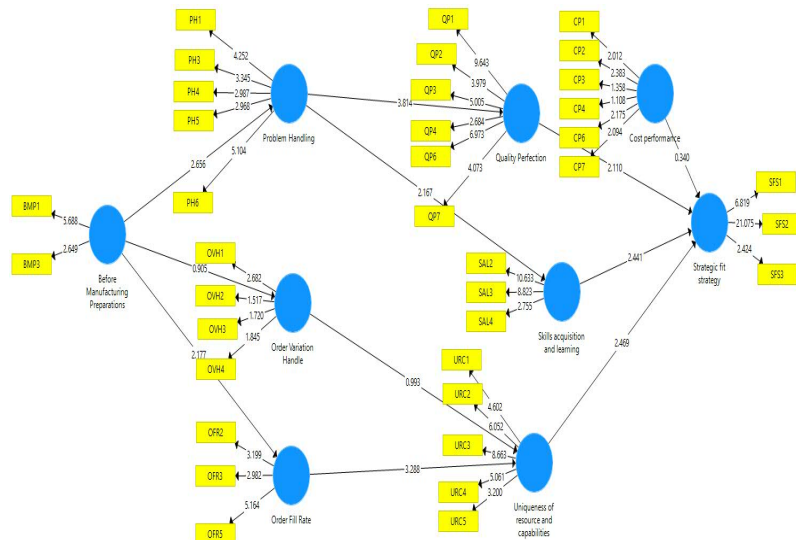 PH1
4.252
PH3
3.345
PH4
2.987
PH5
2.968
Problem Handling
5.104
PH6
3.814
2.167
2.656
BMP1
5.688
BMP3
2.649
Before
Manufacturing
Preparations
0.905
2.177
OVH1
2.682
OVH2
1.517
OVH3
1.720
1.845
OVH4
Order Variation
Handle
0.993
OFR2
3.199
OFR3
2.982
5.164
OFR5
Order Fill Rate
3.288
QP1
9.643
QP2
3.979
QP3
5.005
QP4
2.684
QP6
6.973
4.073
QP7
Quality Perfection
2.110
CP1
2.012
CP2
2.383
CP3
1.358
CP4
1.108
CP6
2.175
2.094
CP7
Cost performance
0.340
SAL2
10.633
SAL3
8.823
SAL4
2.755
Skills acquisition
and learning
2.441
URC1
4.602
URC2
6.052
URC3
8.663
URC4
5.061
3.200
URC5
Uniqueness of
resource and
capabilities
2.469
SFS1
6.819
SFS2
21.075
2.424
SFS3
Strategic fit
strategy